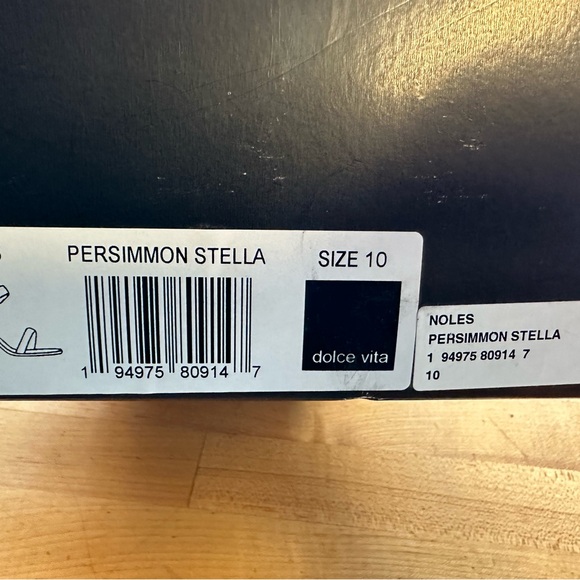 PERSIMMON STELLA
SIZE 10
1 94975 80914 7
dolce vita
NOLES
PERSIMMON STELLA
1 94975 80914 7
10